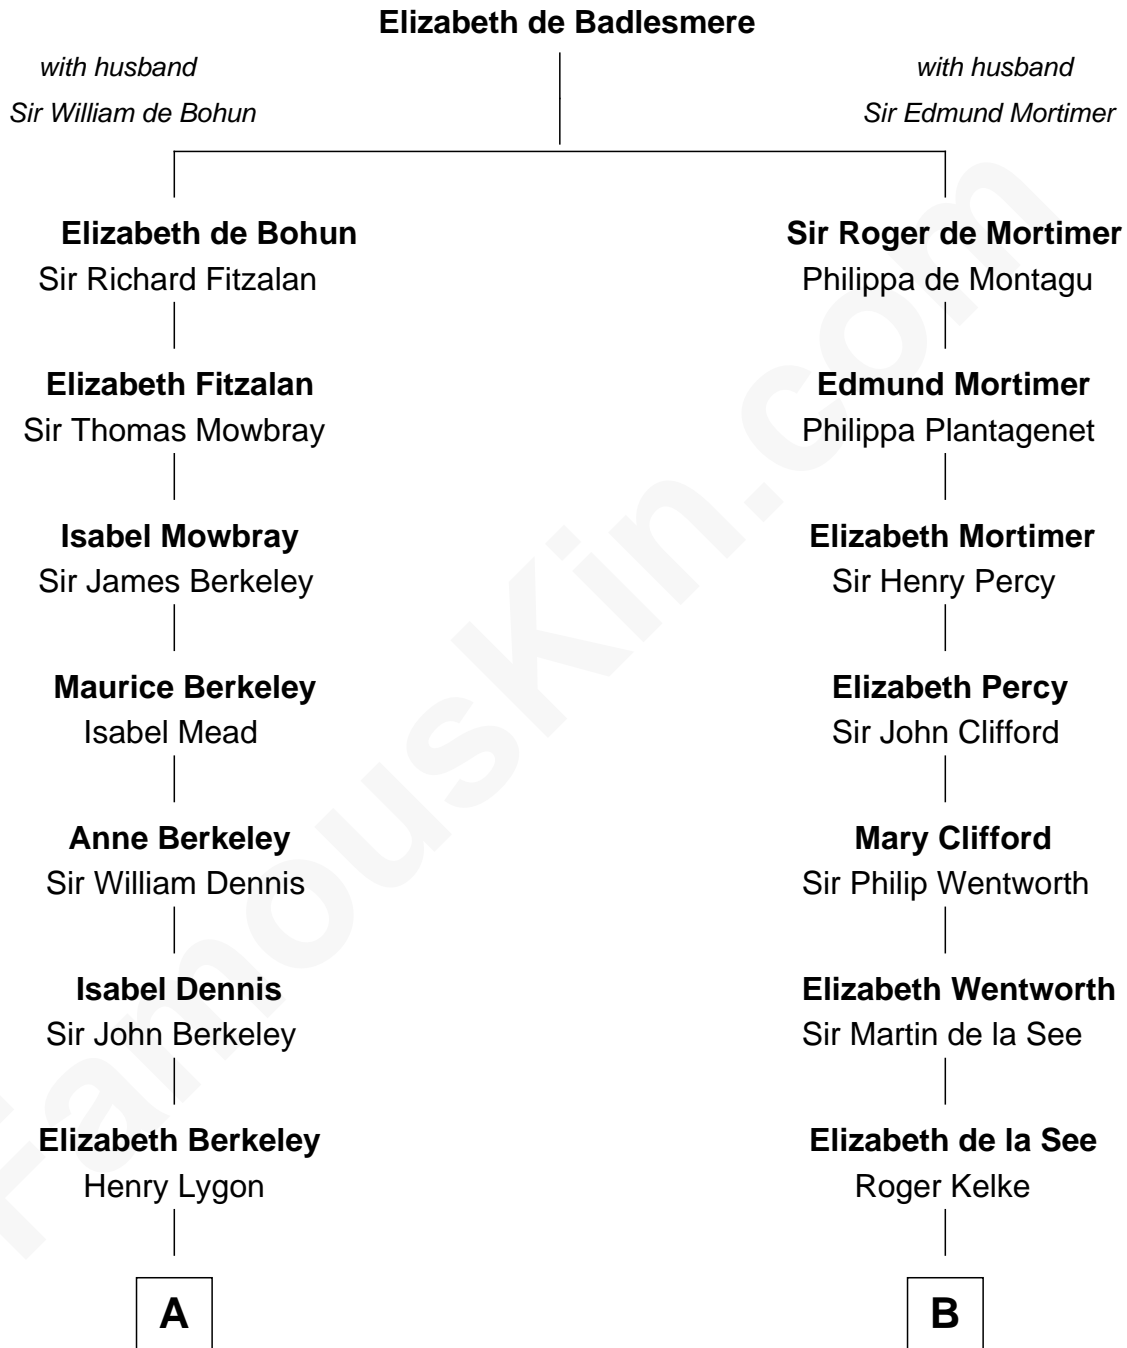 Elizabeth de Badlesmere
with husband
Sir William de Bohun
with husband
Sir Edmund Mortimer
Elizabeth de Bohun
Sir Richard Fitzalan
Elizabeth Fitzalan
Sir Thomas Mowbray
Isabel Mowbray
Sir James Berkeley
Maurice Berkeley
Isabel Mead
Anne Berkeley
Sir William Dennis
Isabel Dennis
Sir John Berkeley
Elizabeth Berkeley
Henry Lygon
A
Sir Roger de Mortimer
Philippa de Montagu
Edmund Mortimer
Philippa Plantagenet
Elizabeth Mortimer
Sir Henry Percy
Elizabeth Percy
Sir John Clifford
Mary Clifford
Sir Philip Wentworth
Elizabeth Wentworth
Sir Martin de la See
Elizabeth de la See
Roger Kelke
B
FamousKin.com